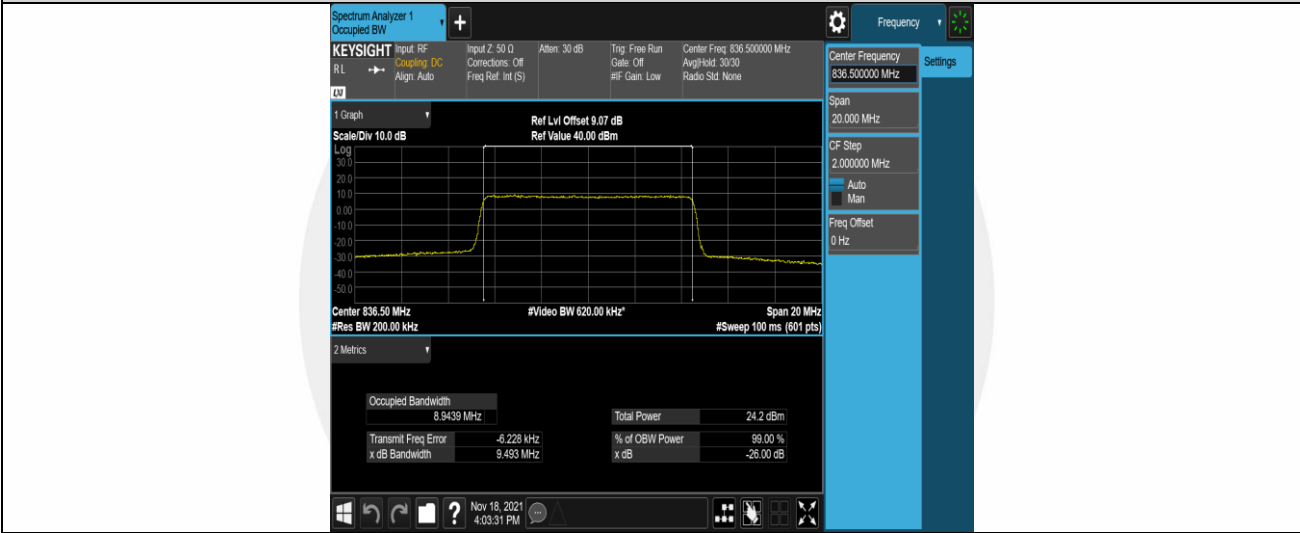 Spectrum Analyzer 1
Occupied BW
+
Frequency
KEYSIGHT
RL
LXI
Input: RF
Coupling: DC
Align: Auto
Input Z: 50 Ω
Corrections: Off
Freq Ref: Int (S)
Atten: 30 dB
Trig: Free Run
Gate: Off
#IF Gain: Low
Center Freq: 836.500000 MHz
Avg|Hold: 30/30
Radio Std: None
Center Frequency
836.500000 MHz
Settings
Span
20.000 MHz
CF Step
2.000000 MHz
Auto
Man
Freq Offset
0 Hz
1 Graph
Scale/Div 10.0 dB
Ref Lvl Offset 9.07 dB
Ref Value 40.00 dBm
Log
30.0
20.0
10.0
0.00
-10.0
-20.0
-30.0
-40.0
-50.0
Center 836.50 MHz
#Res BW 200.00 kHz
#Video BW 620.00 kHz*
Span 20 MHz
#Sweep 100 ms (601 pts)
2 Metrics
Occupied Bandwidth
8.9439 MHz
Total Power 24.2 dBm
Transmit Freq Error -6.228 kHz
% of OBW Power 99.00 %
x dB Bandwidth 9.493 MHz
x dB -26.00 dB
?
Nov 18, 2021
4:03:31 PM